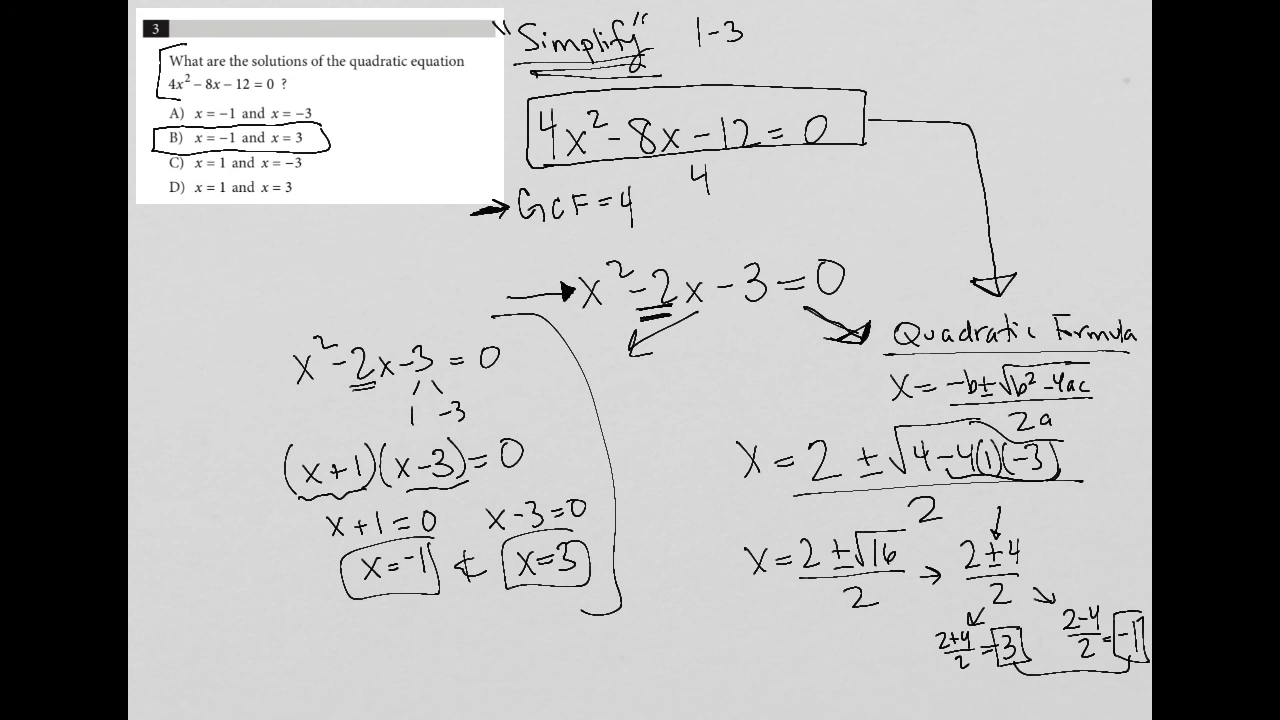 3
What are the solutions of the quadratic equation
4x² – 8x – 12 = 0 ?
A) x = –1 and x = –3
B) x = –1 and x = 3
C) x = 1 and x = –3
D) x = 1 and x = 3
"Simplify" 1-3
4x² - 8x - 12 = 0
4
GCF = 4
x² - 2x - 3 = 0
x² - 2x - 3 = 0
1 -3
(x + 1)(x - 3) = 0
x + 1 = 0 x - 3 = 0
x = -1 & x = 3
Quadratic Formula
x = -b ± √b² - 4ac
2a
x = 2 ± √4 - 4(1)(-3)
2
x = 2 ± √16 → 2 ± 4
2 2
2+4 = 3 2-4 = -1
2 2